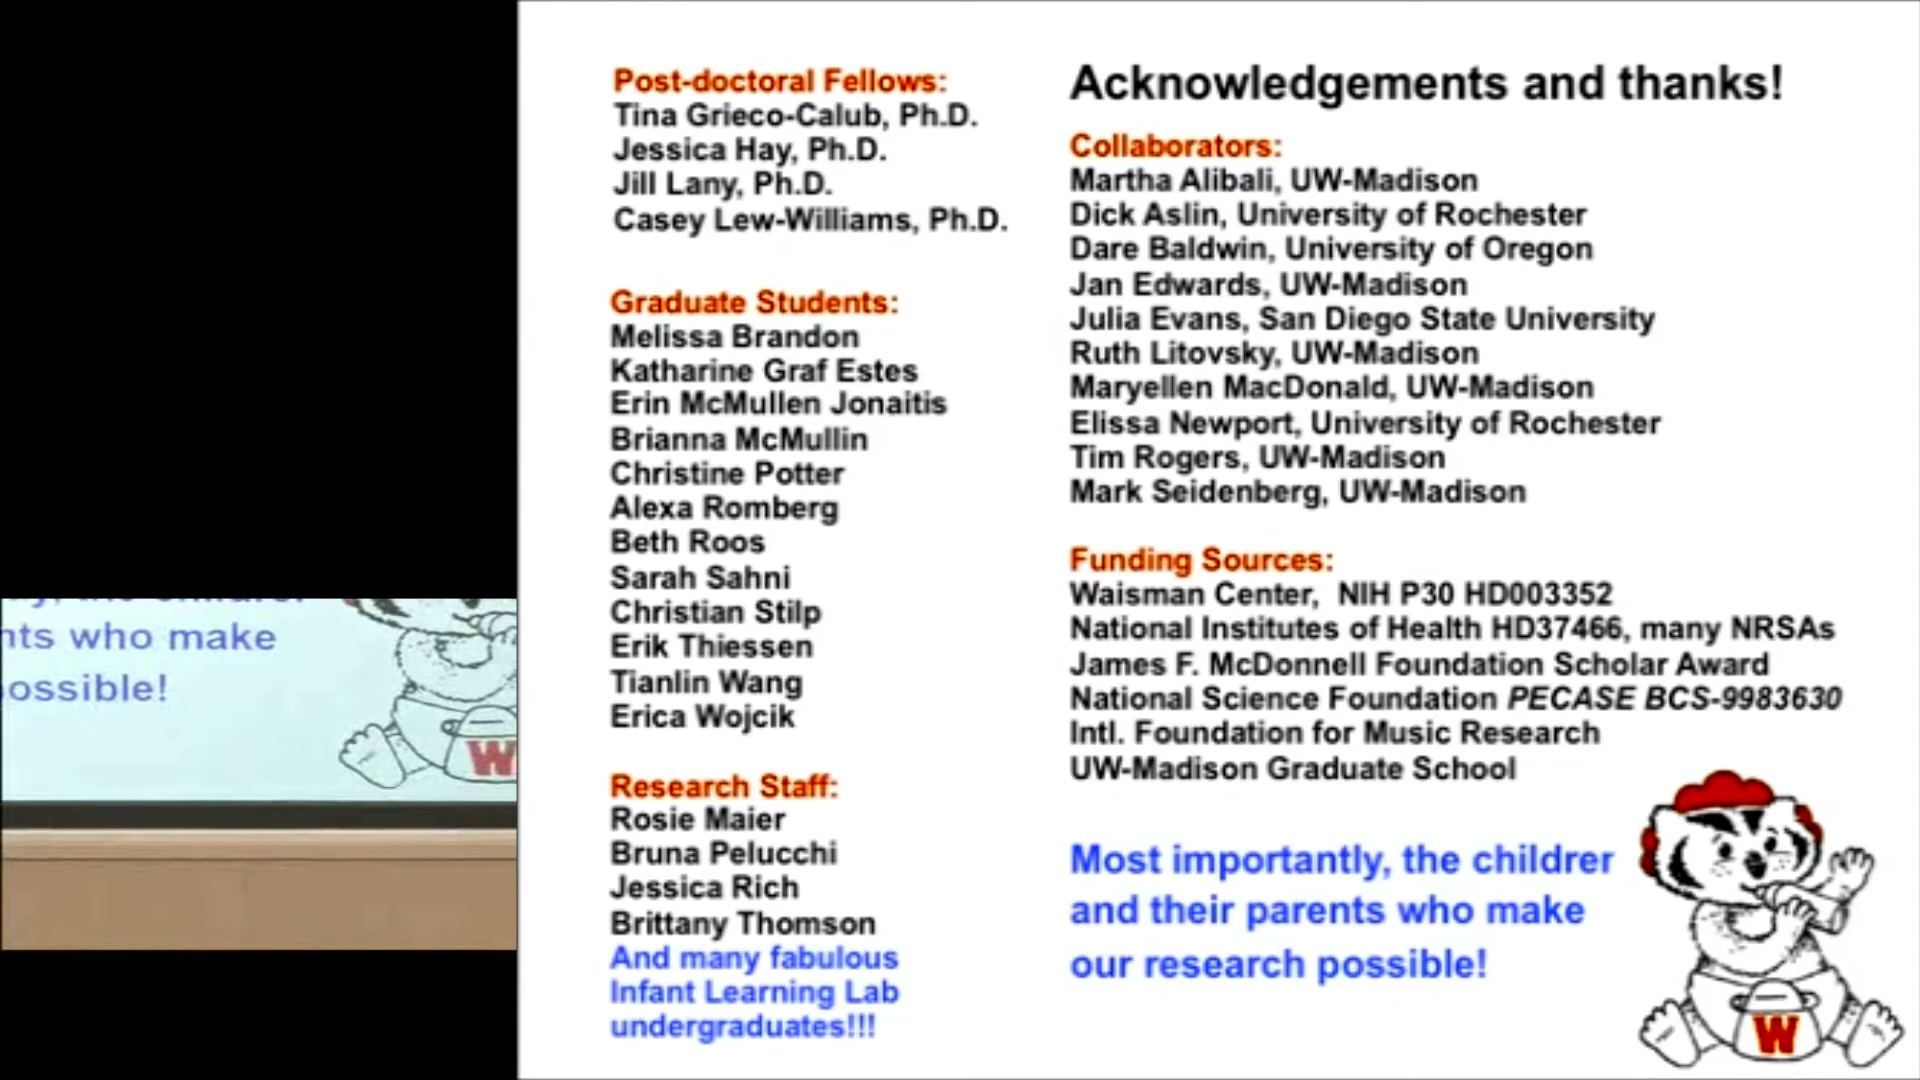 Post-doctoral Fellows:
Tina Grieco-Calub, Ph.D.
Jessica Hay, Ph.D.
Jill Lany, Ph.D.
Casey Lew-Williams, Ph.D.
Graduate Students:
Melissa Brandon
Katharine Graf Estes
Erin McMullen Jonaitis
Brianna McMullin
Christine Potter
Alexa Romberg
Beth Roos
Sarah Sahni
Christian Stilp
Erik Thiessen
Tianlin Wang
Erica Wojcik
Research Staff:
Rosie Maier
Bruna Pelucchi
Jessica Rich
Brittany Thomson
And many fabulous
Infant Learning Lab
undergraduates!!!
Acknowledgements and thanks!
Collaborators:
Martha Alibali, UW-Madison
Dick Aslin, University of Rochester
Dare Baldwin, University of Oregon
Jan Edwards, UW-Madison
Julia Evans, San Diego State University
Ruth Litovsky, UW-Madison
Maryellen MacDonald, UW-Madison
Elissa Newport, University of Rochester
Tim Rogers, UW-Madison
Mark Seidenberg, UW-Madison
Funding Sources:
Waisman Center, NIH P30 HD003352
National Institutes of Health HD37466, many NRSAs
James F. McDonnell Foundation Scholar Award
National Science Foundation PECASE BCS-9983630
Intl. Foundation for Music Research
UW-Madison Graduate School
Most importantly, the childrer
and their parents who make
our research possible!
W
nts who make
ossible!
W